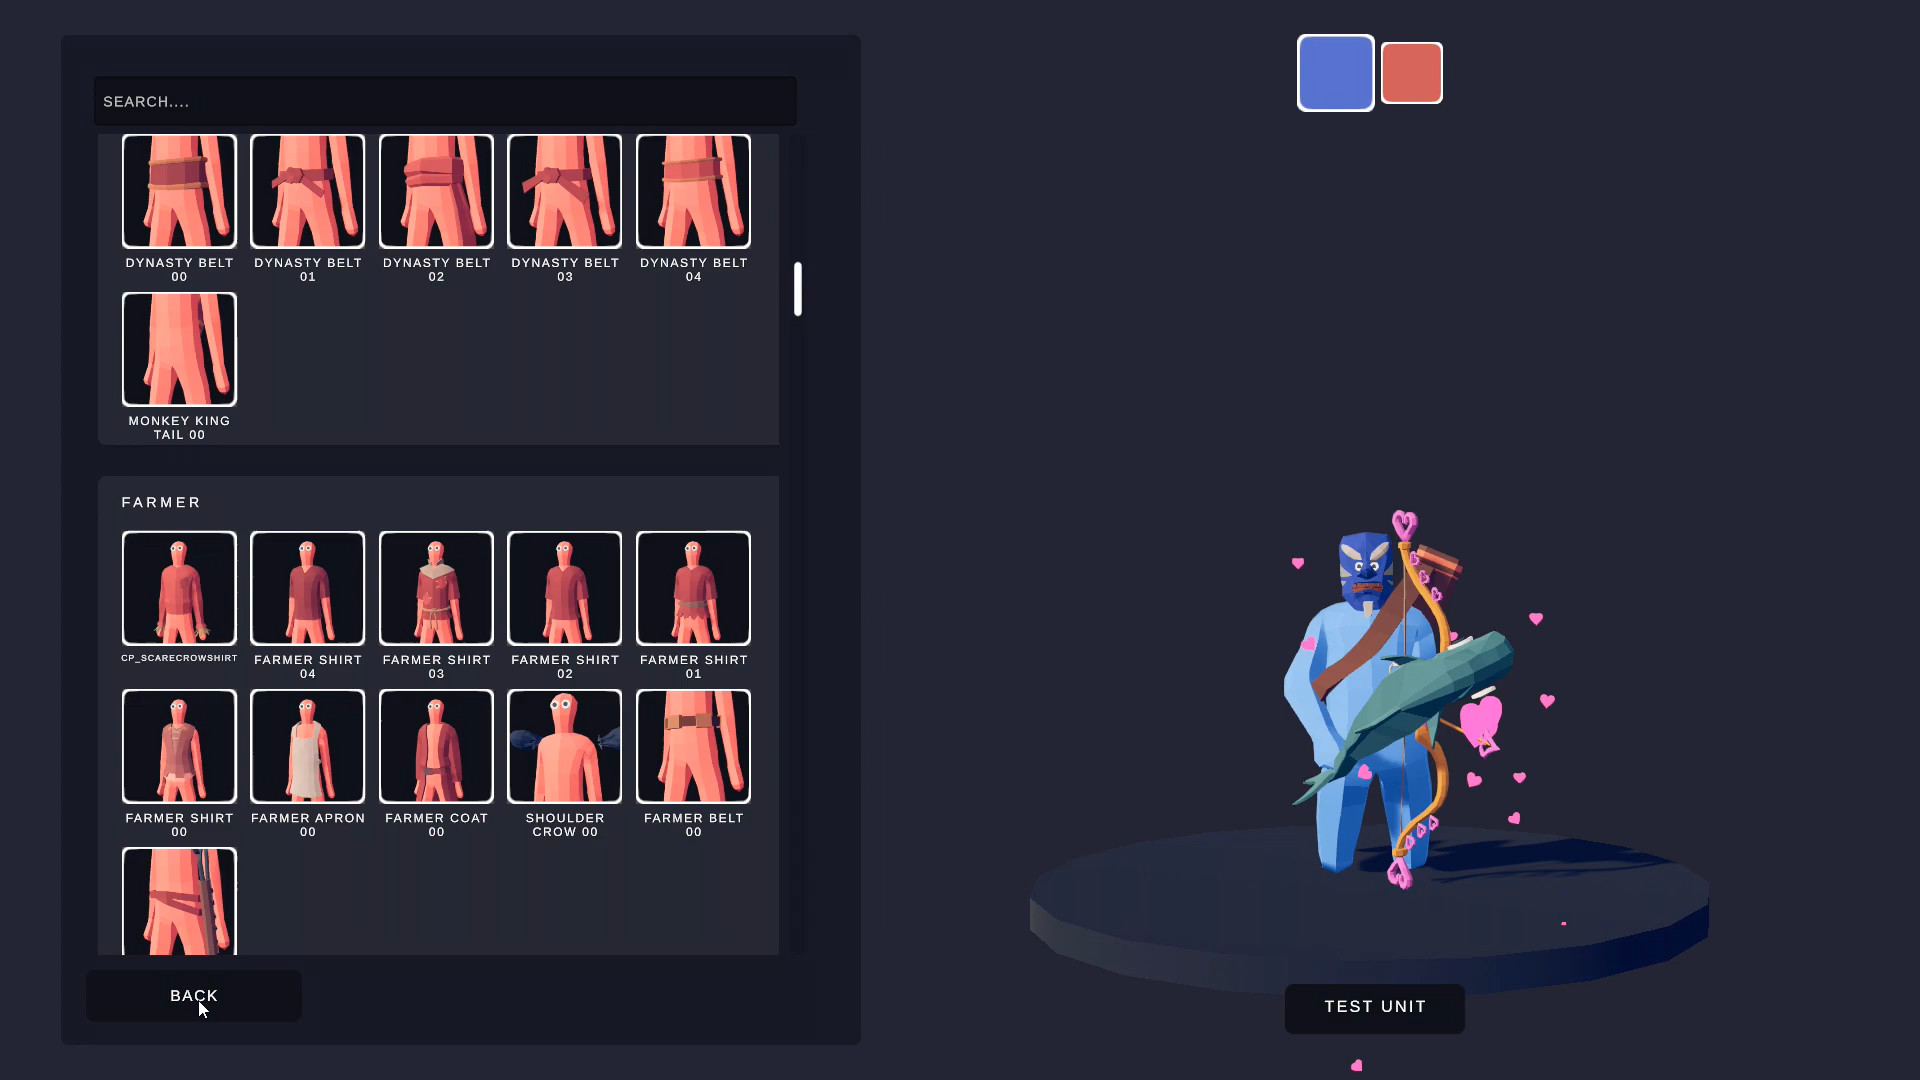 SEARCH....
DYNASTY BELT
00
DYNASTY BELT
01
DYNASTY BELT
02
DYNASTY BELT
03
DYNASTY BELT
04
MONKEY KING
TAIL 00
FARMER
CP_SCARECROWSHIRT
FARMER SHIRT
04
FARMER SHIRT
03
FARMER SHIRT
02
FARMER SHIRT
01
FARMER SHIRT
00
FARMER APRON
00
FARMER COAT
00
SHOULDER
CROW 00
FARMER BELT
00
BACK
TEST UNIT